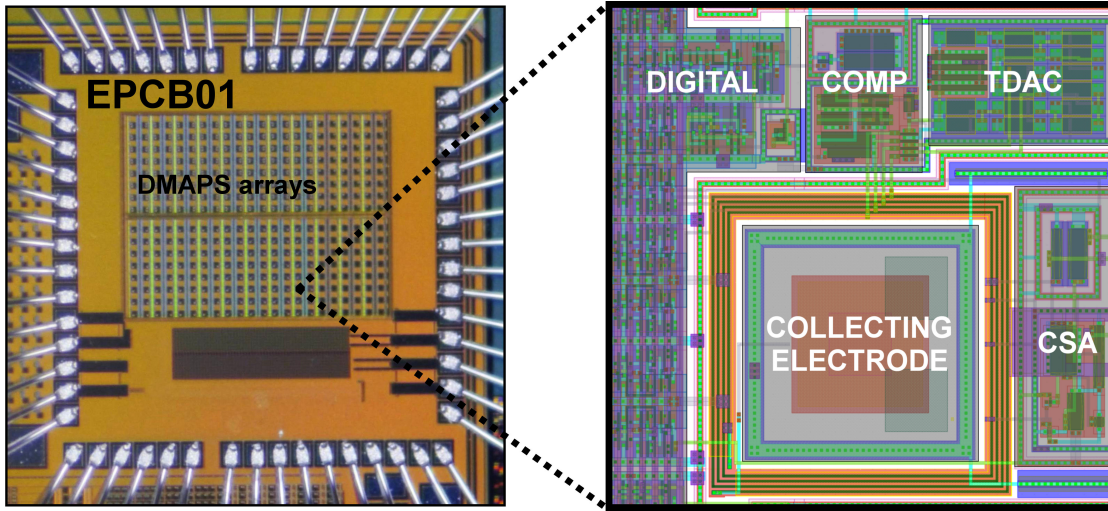 EPCB01
DMAPS arrays
DIGITAL
COMP
TDAC
COLLECTING
ELECTRODE
CSA